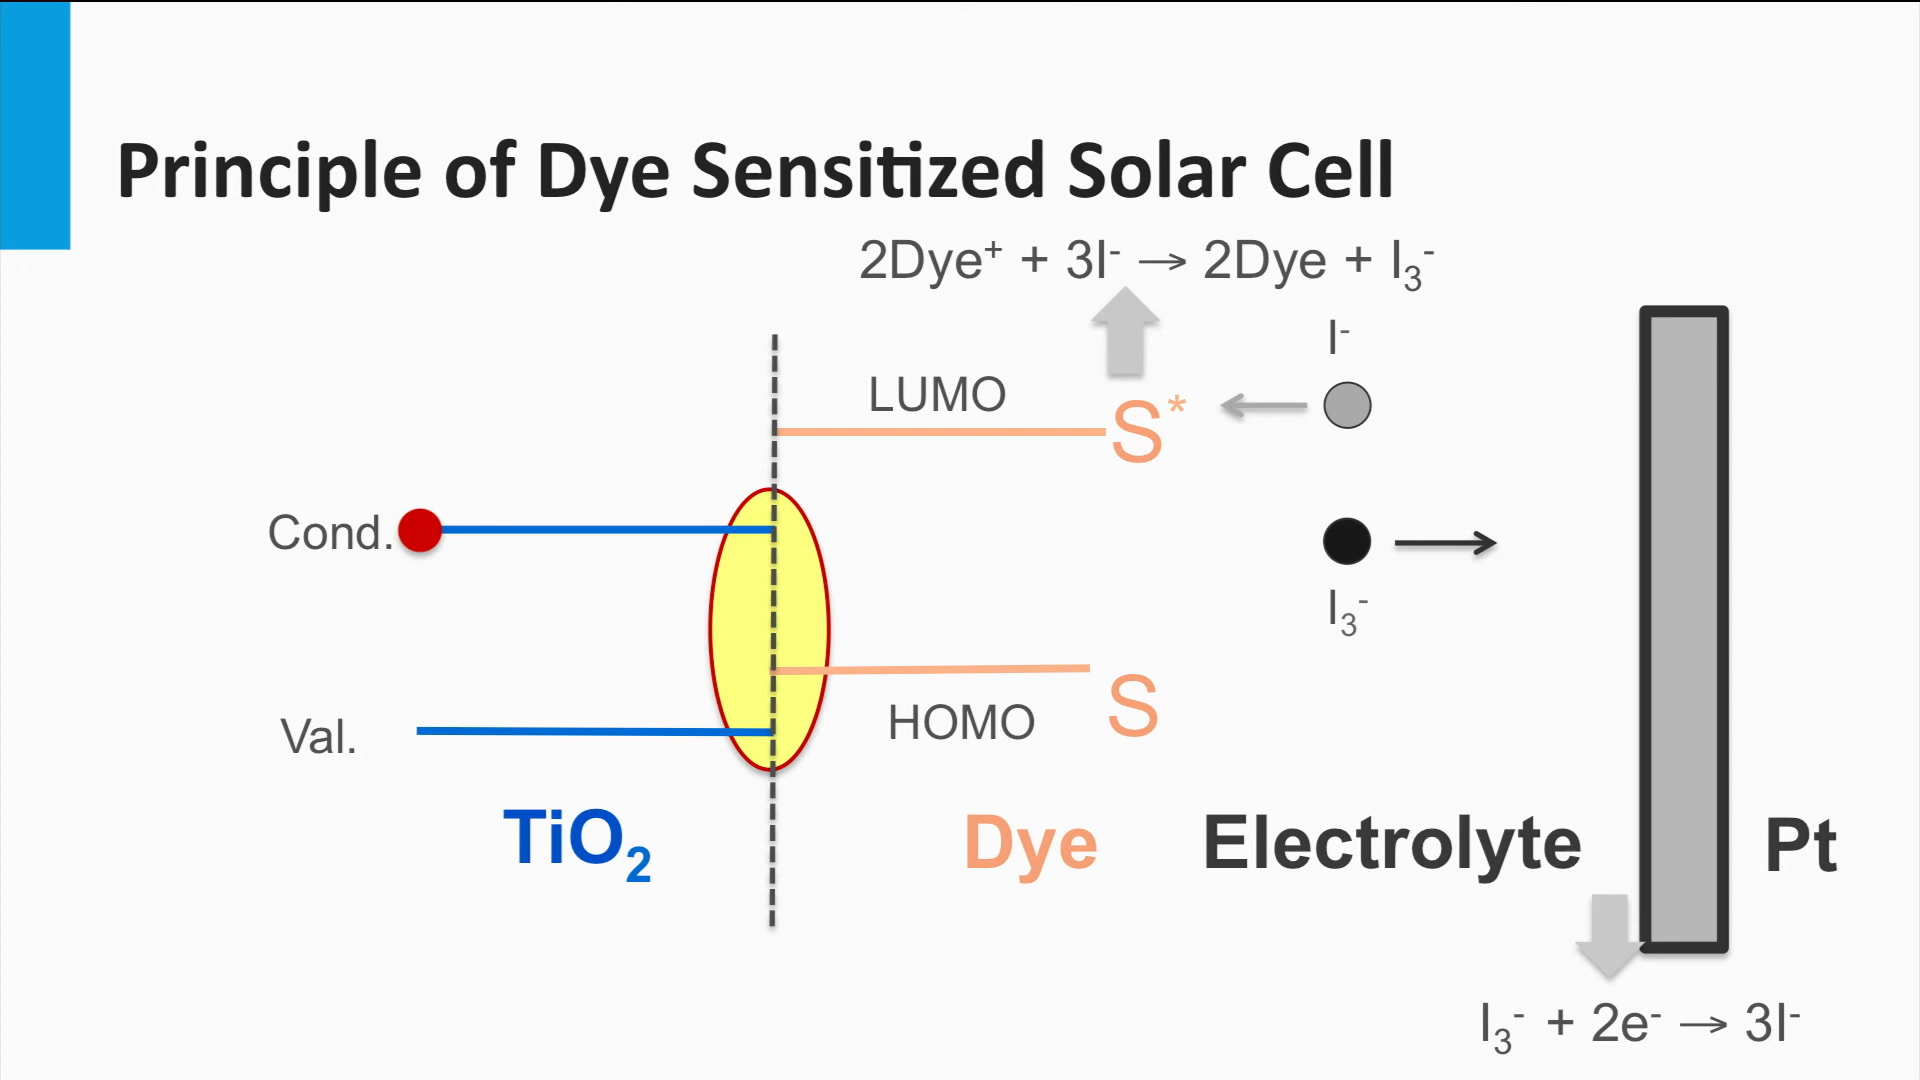 Principle of Dye Sensitized Solar Cell
2Dye⁺ + 3I⁻ → 2Dye + I₃⁻
I⁻
LUMO
S*
Cond.
I₃⁻
S
HOMO
Val.
TiO₂
Dye
Electrolyte
Pt
I₃⁻ + 2e⁻ → 3I⁻